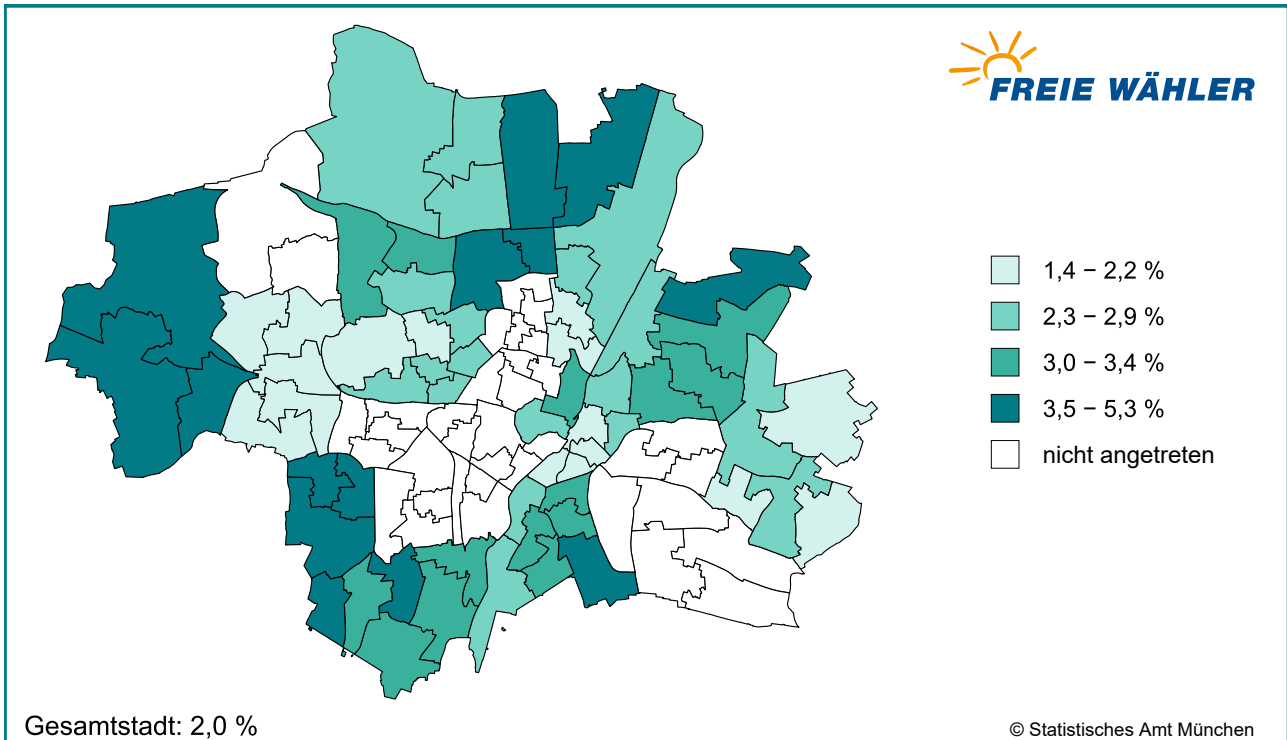 FREIE WÄHLER
1,4 – 2,2 %
2,3 – 2,9 %
3,0 – 3,4 %
3,5 – 5,3 %
nicht angetreten
Gesamtstadt: 2,0 %
© Statistisches Amt München